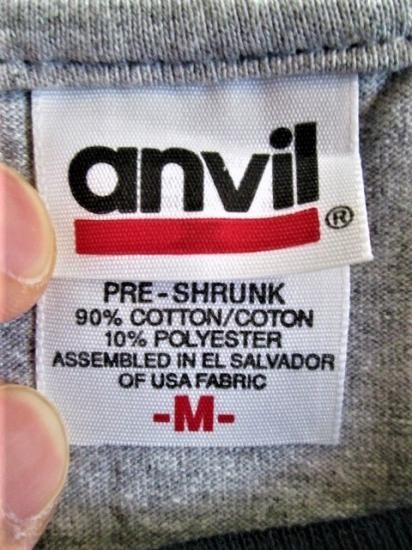 anvil®
PRE-SHRUNK
90% COTTON/COTON
10% POLYESTER
ASSEMBLED IN EL SALVADOR
OF USA FABRIC
-M-